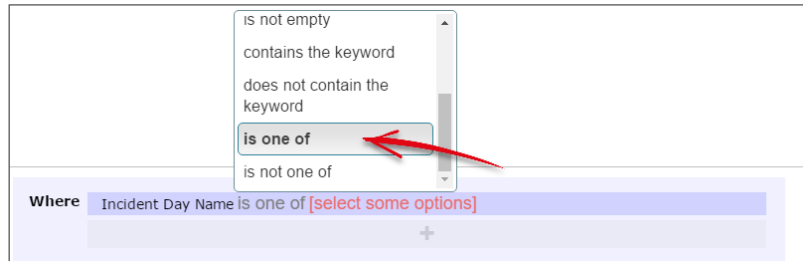 is not empty
contains the keyword
does not contain the
keyword
is one of
is not one of
Where Incident Day Name is one of [select some options]
+